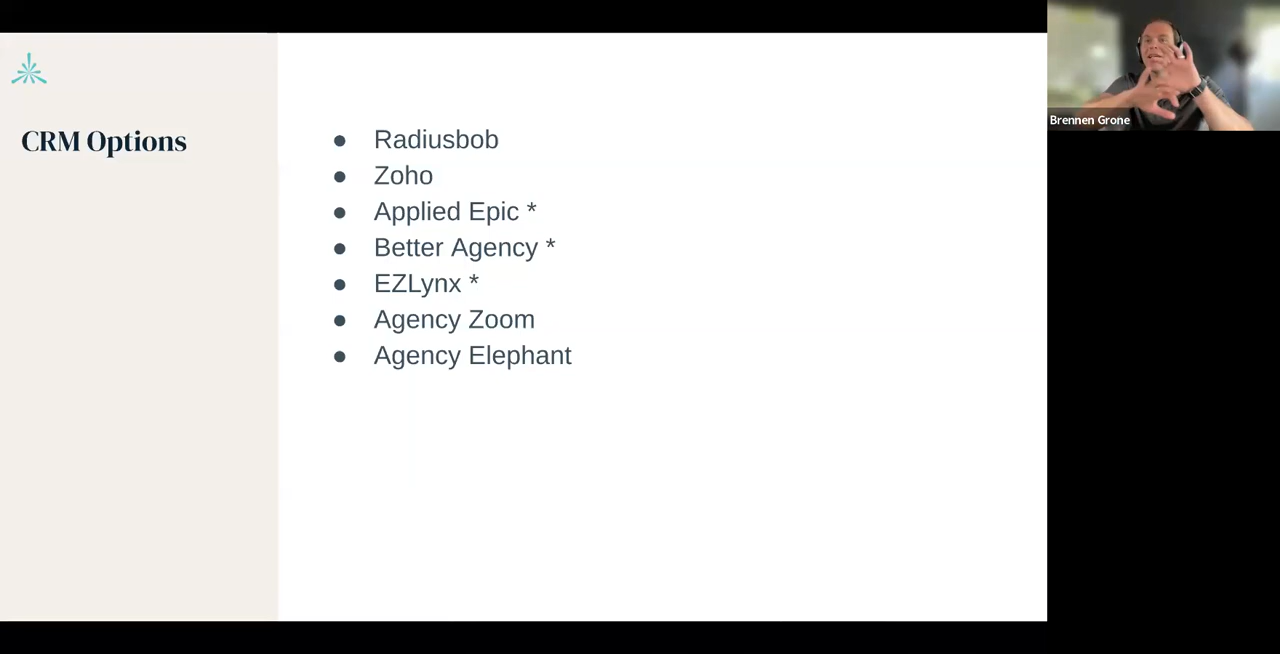 CRM Options
● Radiusbob
● Zoho
● Applied Epic *
● Better Agency *
● EZLynx *
● Agency Zoom
● Agency Elephant
Brennen Grone